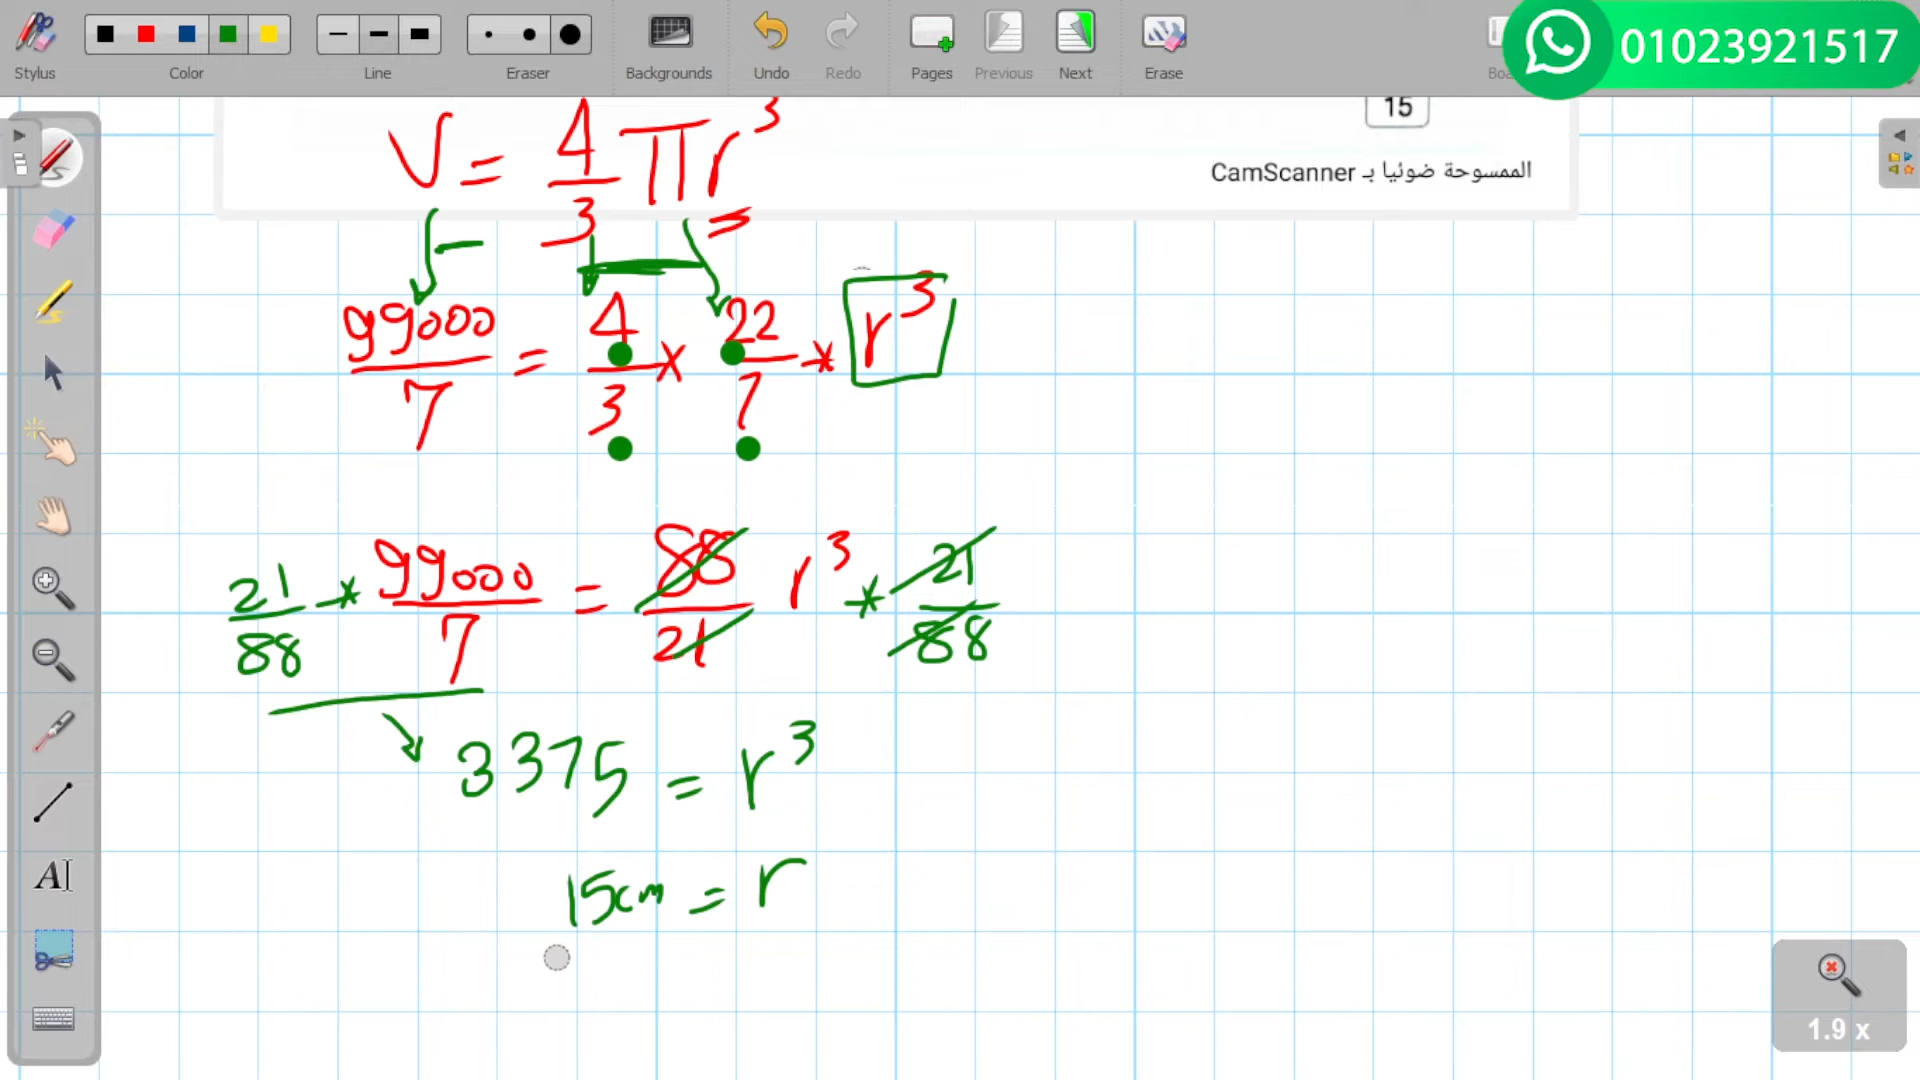 Stylus
Color
Line
Eraser
Backgrounds
Undo
Redo
Pages
Previous
Next
Erase
01023921517
15
الممسوحة ضوئيا بـ CamScanner
V = 4/3 π r³
99000/7 = 4/3 × 22/7 * r³
21/88 * 99000/7 = 88/21 r³ * 21/88
3375 = r³
15cm = r
1.9 x